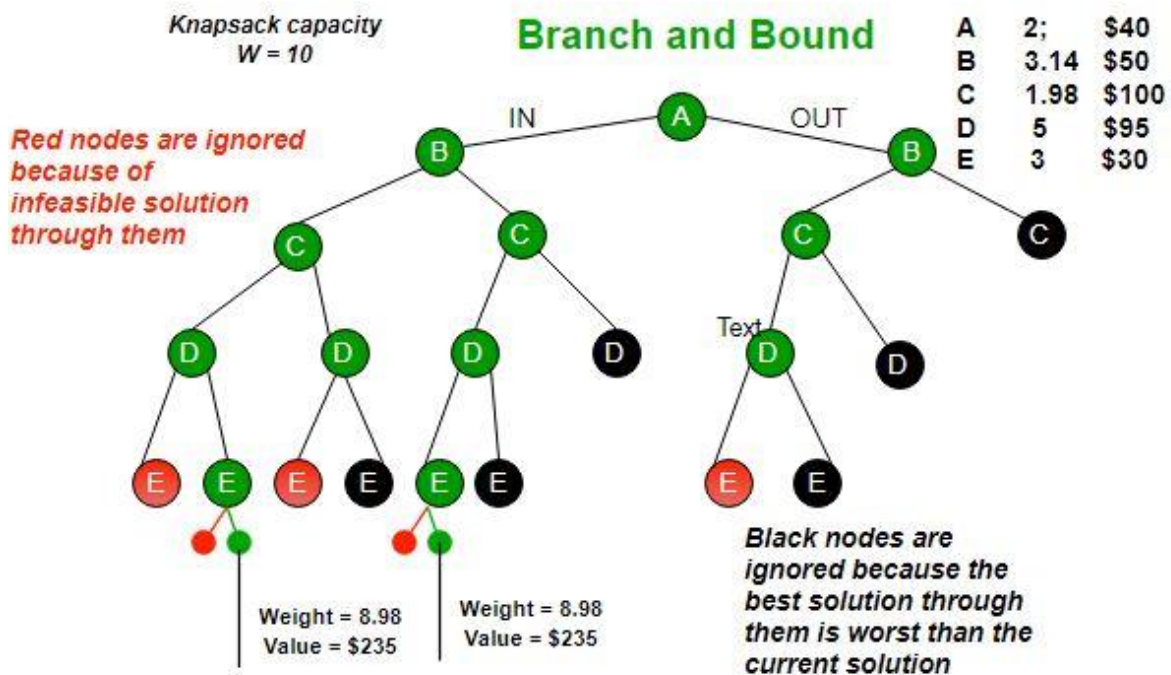 Knapsack capacity
W = 10
Branch and Bound
A 2; $40
B 3.14 $50
C 1.98 $100
D 5 $95
E 3 $30
Red nodes are ignored
because of
infeasible solution
through them
IN
A
OUT
B
B
C
C
C
C
Text
D
D
D
D
D
D
E
E
E
E
E
E
E
E
Weight = 8.98
Value = $235
Weight = 8.98
Value = $235
Black nodes are
ignored because the
best solution through
them is worst than the
current solution